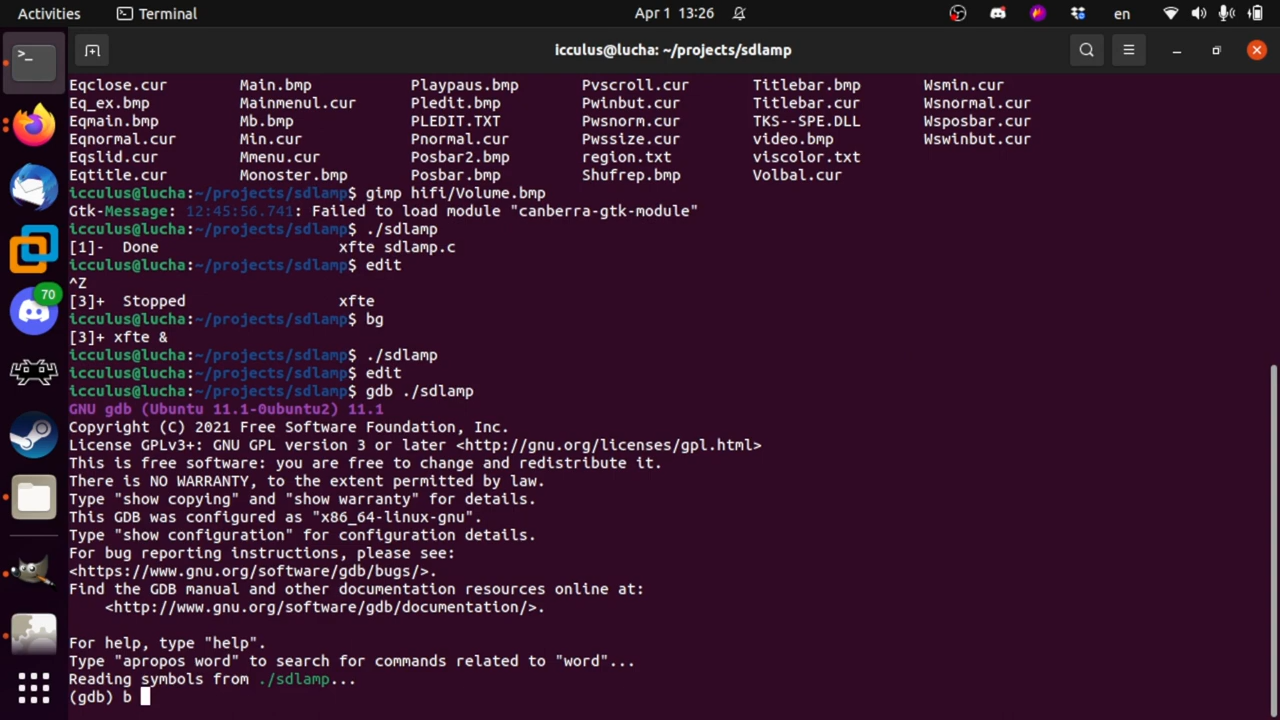 Activities
Terminal
Apr 1 13:26
en
icculus@lucha: ~/projects/sdlamp
Eqclose.cur Main.bmp Playpaus.bmp Pvscroll.cur Titlebar.bmp Wsmin.cur
Eq_ex.bmp Mainmenul.cur Pledit.bmp Pwinbut.cur Titlebar.cur Wsnormal.cur
Eqmain.bmp Mb.bmp PLEDIT.TXT Pwsnorm.cur TKS--SPE.DLL Wsposbar.cur
Eqnormal.cur Min.cur Pnormal.cur Pwssize.cur video.bmp Wswinbut.cur
Eqslid.cur Mmenu.cur Posbar2.bmp region.txt viscolor.txt
Eqtitle.cur Monoster.bmp Posbar.bmp Shufrep.bmp Volbal.cur
icculus@lucha:~/projects/sdlamp$ gimp hifi/Volume.bmp
Gtk-Message: 12:45:56.741: Failed to load module "canberra-gtk-module"
icculus@lucha:~/projects/sdlamp$ ./sdlamp
[1]- Done xfte sdlamp.c
icculus@lucha:~/projects/sdlamp$ edit
^Z
[3]+ Stopped xfte
icculus@lucha:~/projects/sdlamp$ bg
[3]+ xfte &
icculus@lucha:~/projects/sdlamp$ ./sdlamp
icculus@lucha:~/projects/sdlamp$ edit
icculus@lucha:~/projects/sdlamp$ gdb ./sdlamp
GNU gdb (Ubuntu 11.1-0ubuntu2) 11.1
Copyright (C) 2021 Free Software Foundation, Inc.
License GPLv3+: GNU GPL version 3 or later <http://gnu.org/licenses/gpl.html>
This is free software: you are free to change and redistribute it.
There is NO WARRANTY, to the extent permitted by law.
Type "show copying" and "show warranty" for details.
This GDB was configured as "x86_64-linux-gnu".
Type "show configuration" for configuration details.
For bug reporting instructions, please see:
<https://www.gnu.org/software/gdb/bugs/>.
Find the GDB manual and other documentation resources online at:
<http://www.gnu.org/software/gdb/documentation/>.
For help, type "help".
Type "apropos word" to search for commands related to "word"...
Reading symbols from ./sdlamp...
(gdb) b
70